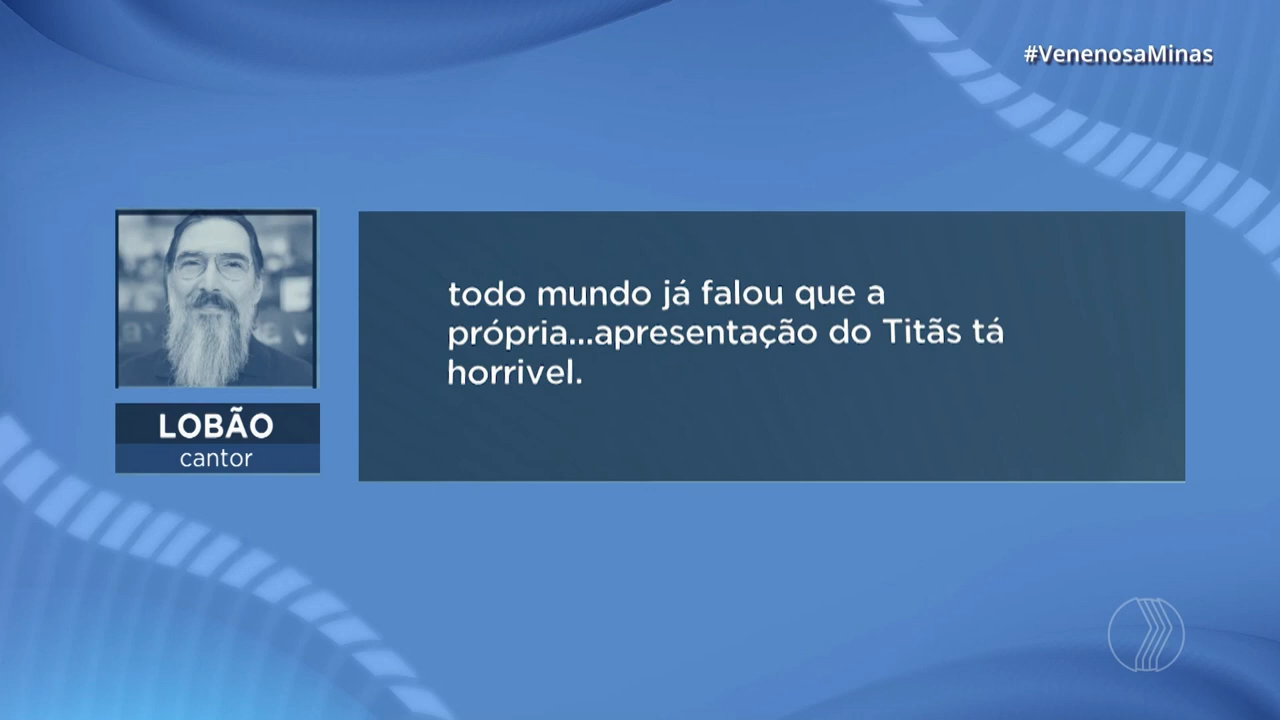 #VenenosaMinas
todo mundo já falou que a
própria...apresentação do Titãs tá
horrivel.
LOBÃO
cantor